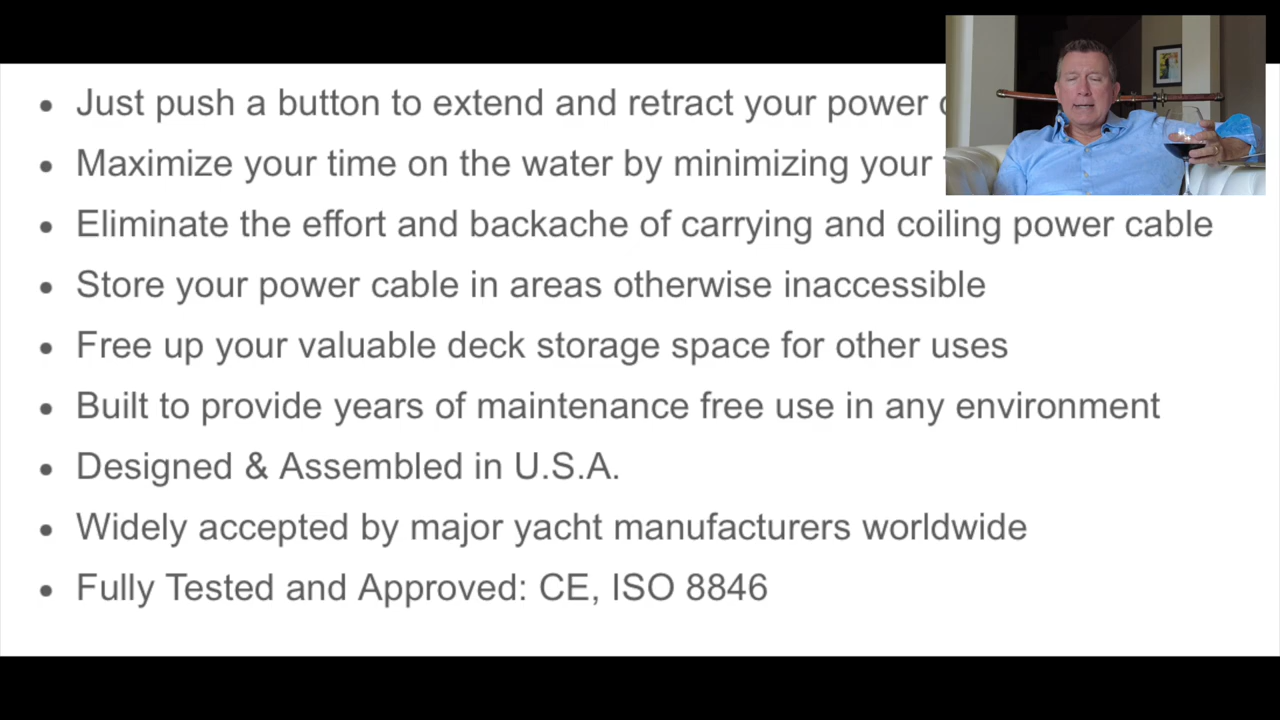 • Just push a button to extend and retract your power
• Maximize your time on the water by minimizing your
• Eliminate the effort and backache of carrying and coiling power cable
• Store your power cable in areas otherwise inaccessible
• Free up your valuable deck storage space for other uses
• Built to provide years of maintenance free use in any environment
• Designed & Assembled in U.S.A.
• Widely accepted by major yacht manufacturers worldwide
• Fully Tested and Approved: CE, ISO 8846